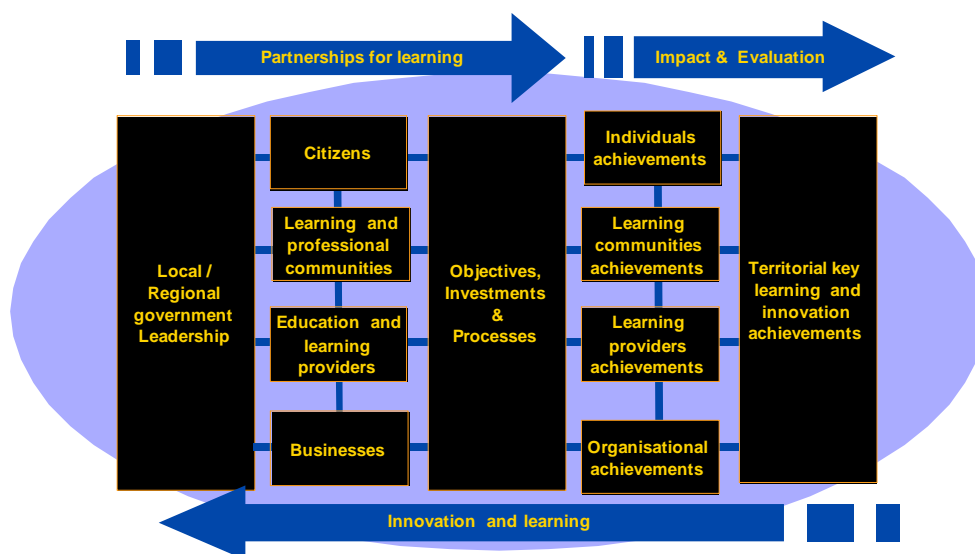 Partnerships for learning
Impact & Evaluation
Local /
Regional
government
Leadership
Citizens
Learning and
professional
communities
Education and
learning
providers
Businesses
Objectives,
Investments
&
Processes
Individuals
achievements
Learning
communities
achievements
Learning
providers
achievements
Organisational
achievements
Territorial key
learning and
innovation
achievements
Innovation and learning